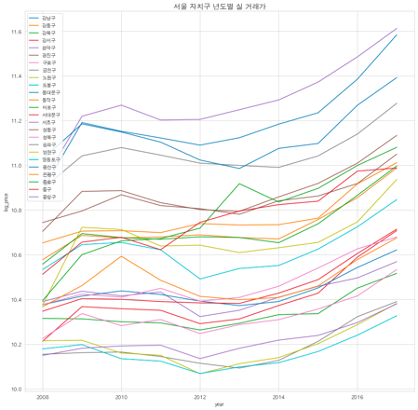 서울 자치구 년도별 실 거래가
강남구
강동구
강북구
강서구
관악구
광진구
구로구
금천구
노원구
도봉구
동대문구
동작구
마포구
서대문구
서초구
성동구
성북구
송파구
양천구
영등포구
용산구
은평구
종로구
중구
중랑구
11.6
11.4
11.2
11.0
10.8
10.6
10.4
10.2
10.0
log_price
2008
2010
2012
2014
2016
year